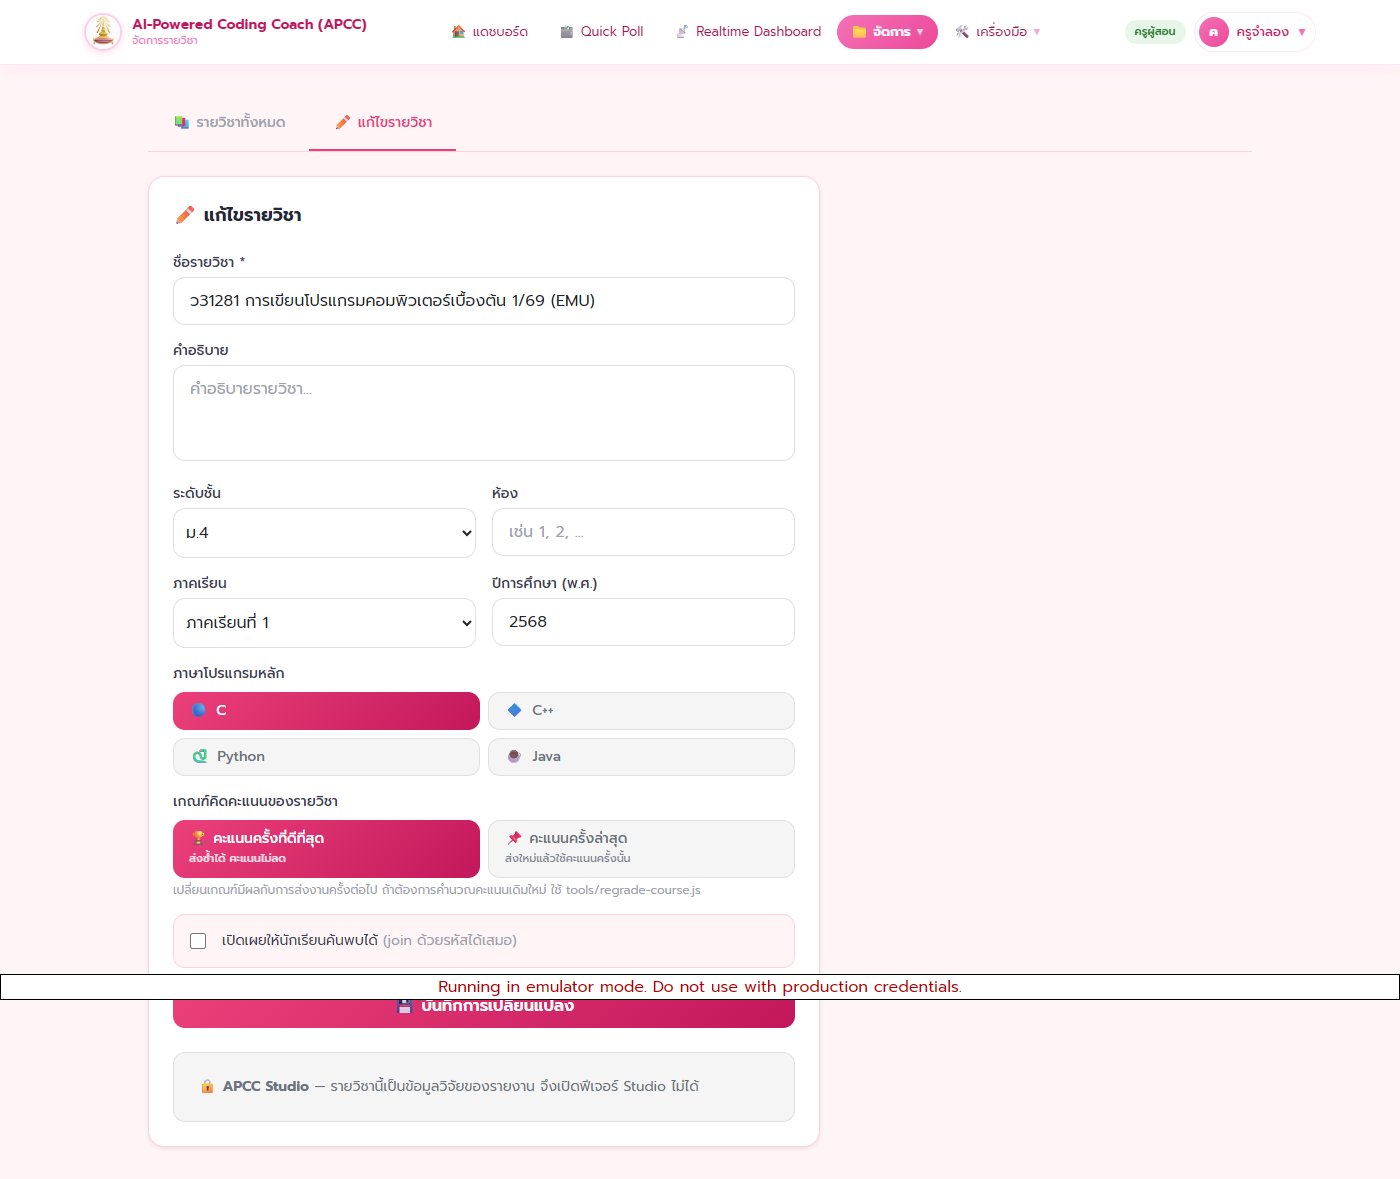 AI-Powered Coding Coach (APCC)
จัดการรายวิชา
แดชบอร์ด
Quick Poll
Realtime Dashboard
จัดการ ▾
เครื่องมือ ▾
ครูผู้สอน
ค
ครูจำลอง ▾
รายวิชาทั้งหมด
แก้ไขรายวิชา
แก้ไขรายวิชา
ชื่อรายวิชา *
ว31281 การเขียนโปรแกรมคอมพิวเตอร์เบื้องต้น 1/69 (EMU)
คำอธิบาย
คำอธิบายรายวิชา...
ระดับชั้น
ห้อง
ม.4
เช่น 1, 2, ...
ภาคเรียน
ปีการศึกษา (พ.ศ.)
ภาคเรียนที่ 1
2568
ภาษาโปรแกรมหลัก
C
C++
Python
Java
เกณฑ์คิดคะแนนของรายวิชา
คะแนนครั้งที่ดีที่สุด
ส่งซ้ำได้ คะแนนไม่ลด
คะแนนครั้งล่าสุด
ส่งใหม่แล้วใช้คะแนนครั้งนั้น
เปลี่ยนเกณฑ์มีผลกับการส่งงานครั้งต่อไป ถ้าต้องการคำนวณคะแนนเดิมใหม่ ใช้ tools/regrade-course.js
เปิดเผยให้นักเรียนค้นพบได้ (join ด้วยรหัสได้เสมอ)
Running in emulator mode. Do not use with production credentials.
บันทึกการเปลี่ยนแปลง
APCC Studio — รายวิชานี้เป็นข้อมูลวิจัยของรายงาน จึงเปิดฟีเจอร์ Studio ไม่ได้